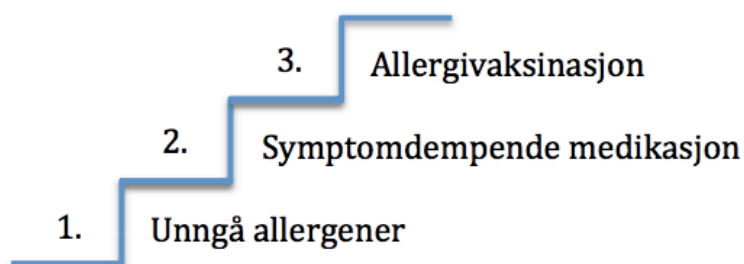 3. Allergivaksinasjon
2. Symptomdempende medikasjon
1. Unngå allergener